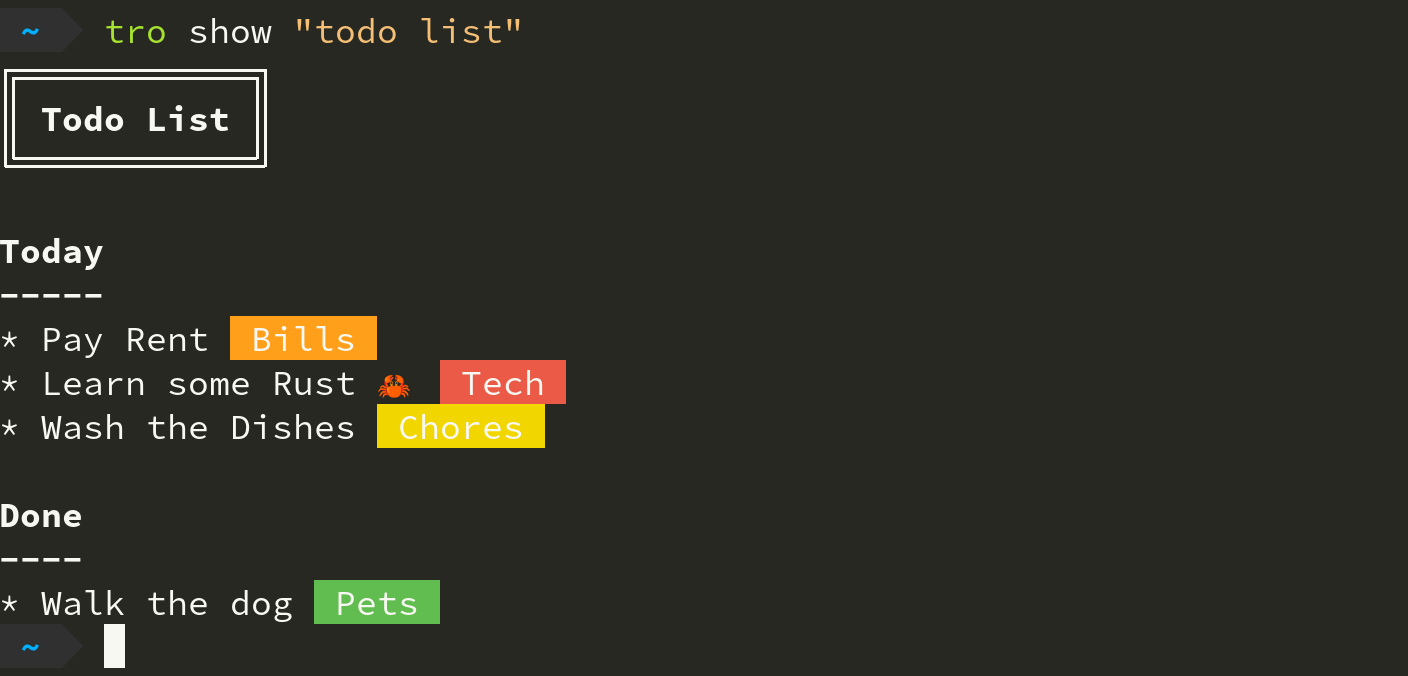 ~ tro show "todo list"
Todo List
Today
-----
* Pay Rent Bills
* Learn some Rust 🦀 Tech
* Wash the Dishes Chores
Done
----
* Walk the dog Pets
~